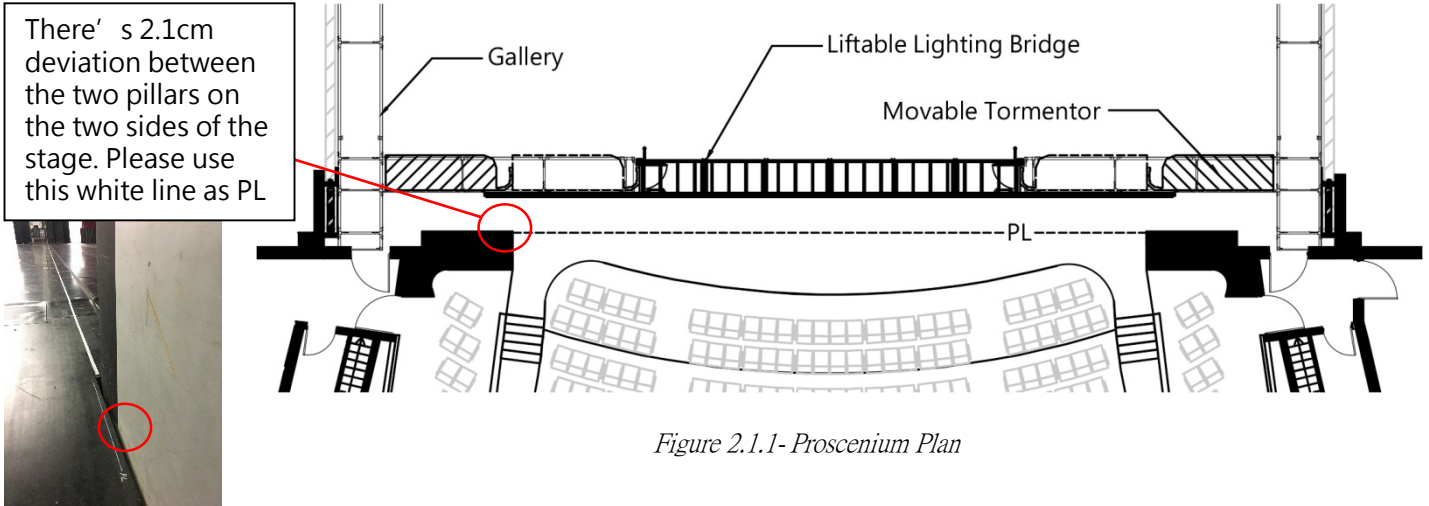 There’s 2.1cm
deviation between
the two pillars on
the two sides of the
stage. Please use
this white line as PL
Gallery
Liftable Lighting Bridge
Movable Tormentor
PL
PL
Figure 2.1.1- Proscenium Plan